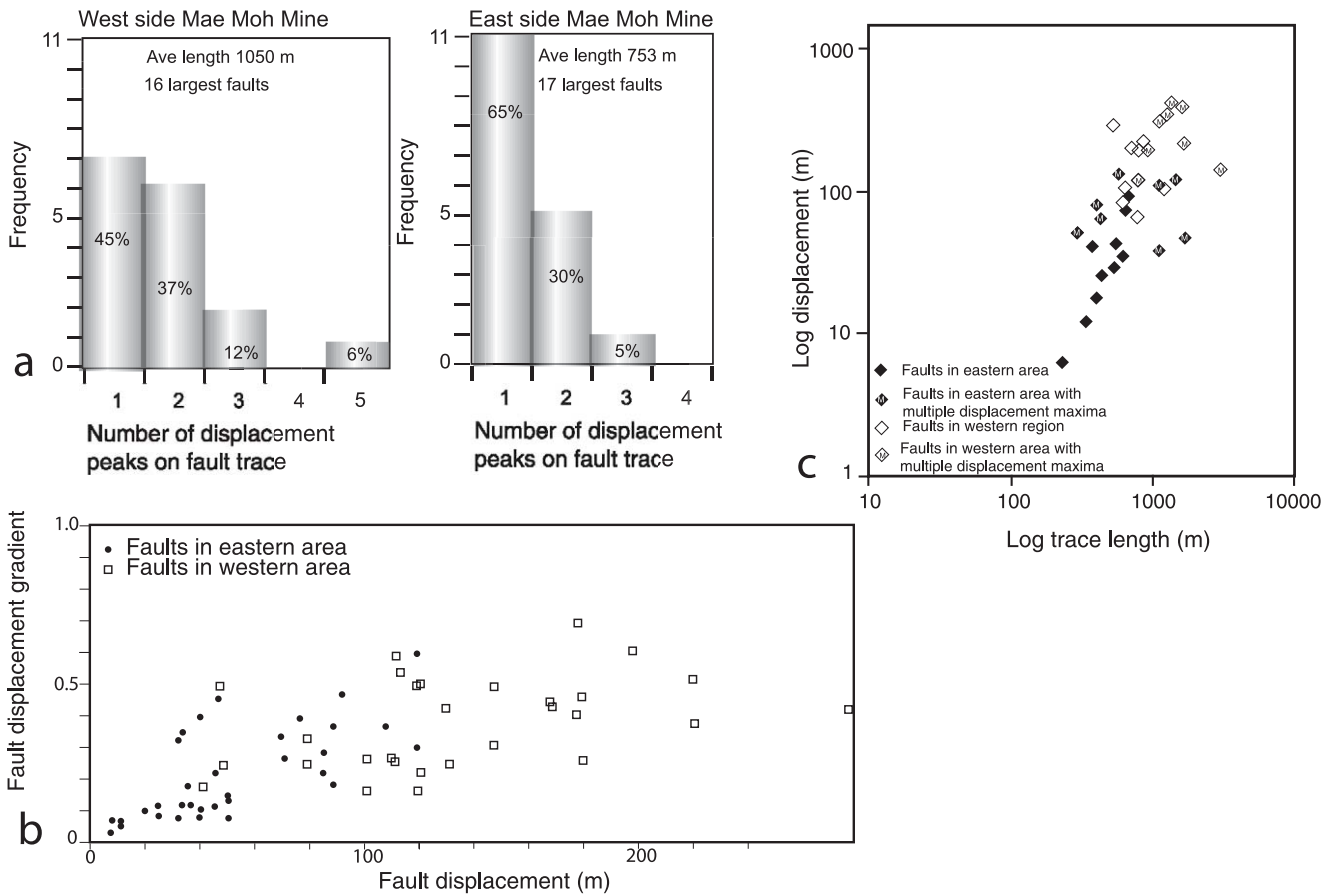 West side Mae Moh Mine
11
Ave length 1050 m
16 largest faults
Frequency
5
0
45%
37%
12%
6%
1 2 3 4 5
Number of displacement
peaks on fault trace
a
East side Mae Moh Mine
11
Ave length 753 m
17 largest faults
Frequency
5
0
65%
30%
5%
1 2 3 4
Number of displacement
peaks on fault trace
c
1000
100
10
1
Log displacement (m)
M M M M M M M M M M M M M M M M M M
Faults in eastern area
M Faults in eastern area with
multiple displacement maxima
Faults in western region
M Faults in western area with
multiple displacement maxima
10 100 1000 10000
Log trace length (m)
b
Fault displacement gradient
1.0
0.5
0
Faults in eastern area
Faults in western area
0 100 200
Fault displacement (m)